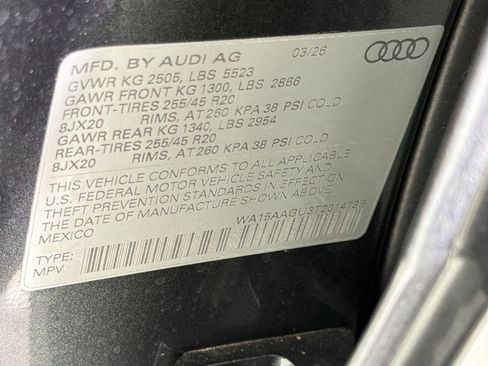 MFD. BY AUDI AG 03/26
GVWR KG 2505, LBS 5523
GAWR FRONT KG 1300, LBS 2866
FRONT-TIRES 255/45 R20
8JX20 RIMS, AT 260 KPA 38 PSI COLD
GAWR REAR KG 1340, LBS 2954
REAR-TIRES 255/45 R20
8JX20 RIMS, AT 260 KPA 38 PSI COLD
THIS VEHICLE CONFORMS TO ALL APPLICABLE
U.S. FEDERAL MOTOR VEHICLE SAFETY AND
THEFT PREVENTION STANDARDS IN EFFECT ON
THE DATE OF MANUFACTURE SHOWN ABOVE.
MEXICO WA15AAGU3T2014793
TYPE:
MPV